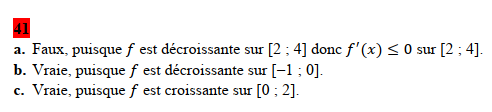 41
a. Faux, puisque f est décroissante sur [2 ; 4] donc f′(x) ≤ 0 sur [2 ; 4].
b. Vraie, puisque f est décroissante sur [−1 ; 0].
c. Vraie, puisque f est croissante sur [0 ; 2].